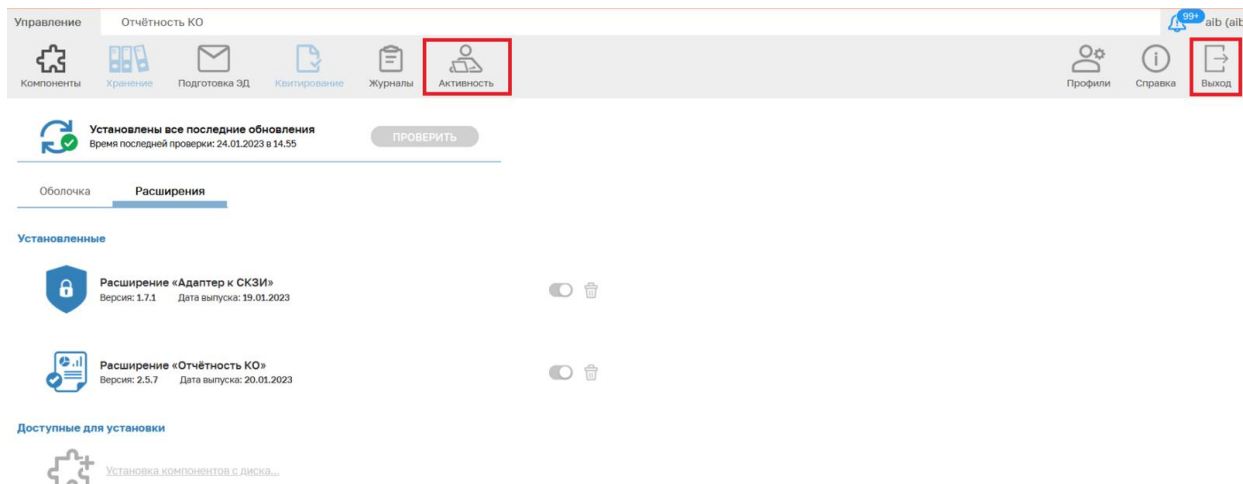 Управление Отчётность КО 99+ aib (aib
Компоненты Хранение Подготовка ЭД Квитирование Журналы Активность Профили Справка Выход
Установлены все последние обновления
Время последней проверки: 24.01.2023 в 14.55
ПРОВЕРИТЬ
Оболочка Расширения
Установленные
Расширение «Адаптер к СКЗИ»
Версия: 1.7.1 Дата выпуска: 19.01.2023
Расширение «Отчётность КО»
Версия: 2.5.7 Дата выпуска: 20.01.2023
Доступные для установки
Установка компонентов с диска...